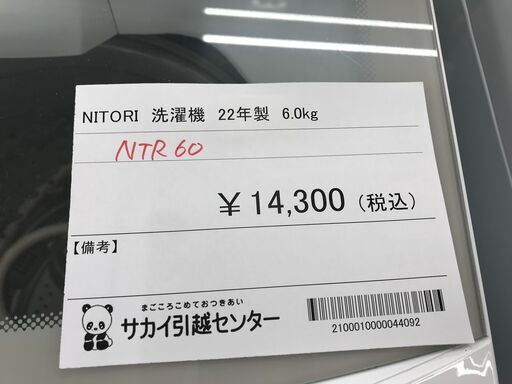 NITORI 洗濯機 22年製 6.0kg
NTR60
￥14,300（税込）
【備考】
まごころこめておつきあい
サカイ引越センター
2100010000044092